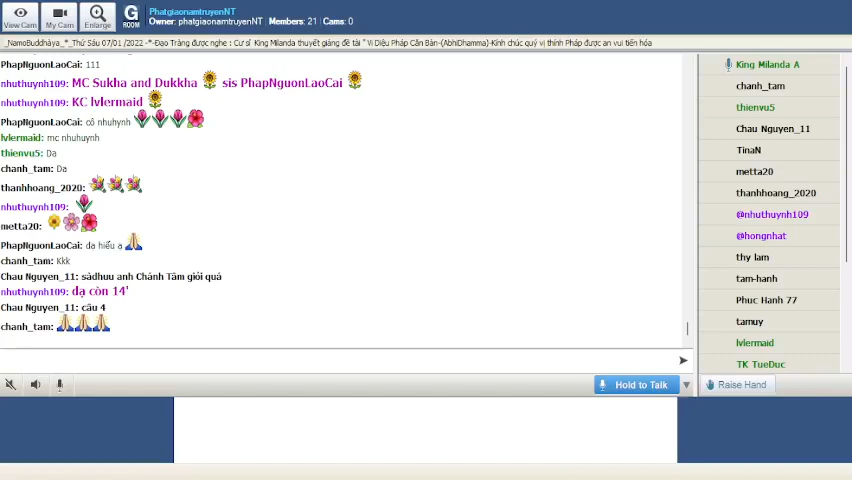 PhatgiaonamtruyenNT
Owner: phatgiaonamtruyenNT Members: 21 Cams: 0
View Cam
My Cam
Enlarge
G
ROOM
_NamoBuddhàya_*_Thứ Sáu 07/01 /2022 -*-Đạo Tràng được nghe : Cư sĩ King Milanda thuyết giảng đề tài " Vi Diệu Pháp Căn Bản-(AbhiDhamma)-Kính chúc quý vị thính Pháp được an vui tiến hóa
PhapNguonLaoCai: 111
nhuthuynh109: MC Sukha and Dukkha sis PhapNguonLaoCai
nhuthuynh109: KC lvlermaid
PhapNguonLaoCai: cô nhuhynh
lvlermaid: mc nhuhuynh
thienvu5: Da
chanh_tam: Da
thanhhoang_2020:
nhuthuynh109:
metta20:
PhapNguonLaoCai: dạ hiểu ạ
chanh_tam: Kkk
Chau Nguyen_11: sādhuu anh Chánh Tâm giỏi quá
nhuthuynh109: dạ còn 14'
Chau Nguyen_11: câu 4
chanh_tam:
King Milanda A
chanh_tam
thienvu5
Chau Nguyen_11
TinaN
metta20
thanhhoang_2020
@nhuthuynh109
@hongnhat
thy lam
tam-hanh
Phuc Hanh 77
tamuy
lvlermaid
TK TueDuc
Hold to Talk
Raise Hand